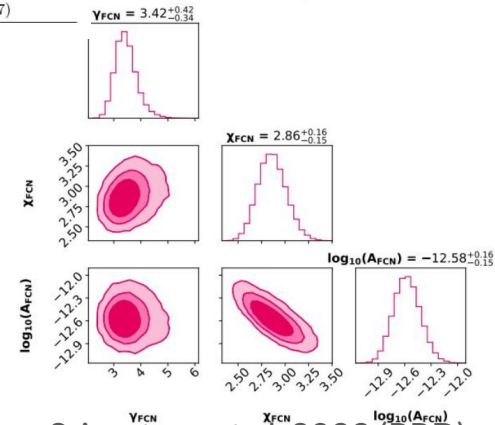 7)
γFCN = 3.42 +0.42 −0.34
χFCN = 2.86 +0.16 −0.15
log10(AFCN) = −12.58 +0.16 −0.15
χFCN
3.50
3.25
3.00
2.75
2.50
log10(AFCN)
−12.0
−12.3
−12.6
−12.9
3 4 5 6
2.50 2.75 3.00 3.25 3.50
−12.9 −12.6 −12.3 −12.0
γFCN χFCN log10(AFCN)